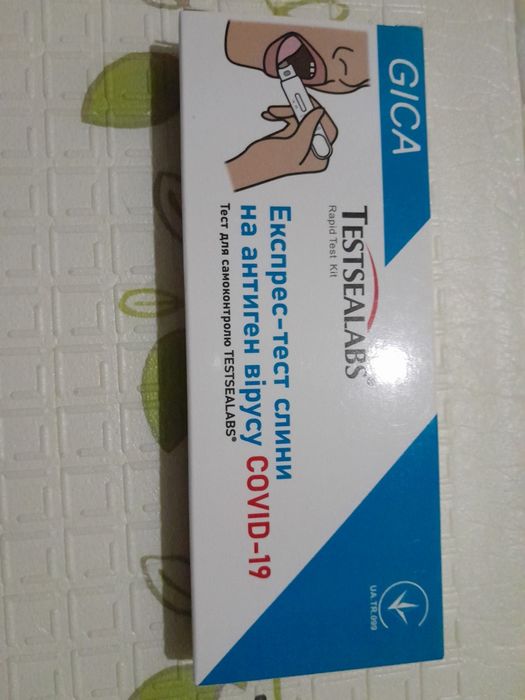 GICA
TESTSEALABS®
Rapid Test Kit
Експрес-тест слини
на антиген вірусу COVID-19
Тест для самоконтролю TESTSEALABS®
UA.TR.099